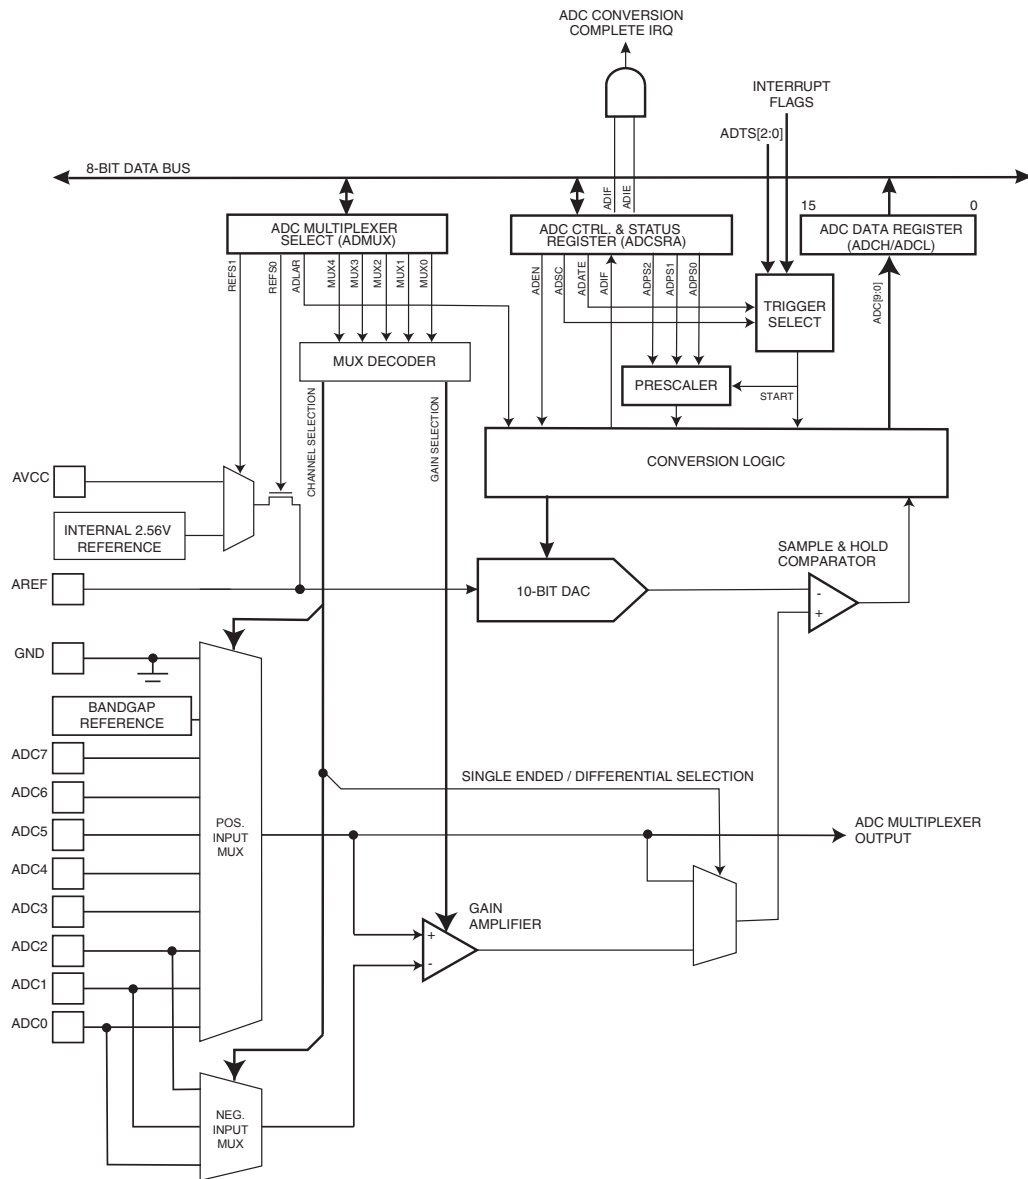 ADC CONVERSION
COMPLETE IRQ
INTERRUPT
FLAGS
ADTS[2:0]
8-BIT DATA BUS
ADIF
ADIE
15
0
ADC MULTIPLEXER
SELECT (ADMUX)
ADC CTRL. & STATUS
REGISTER (ADCSRA)
ADC DATA REGISTER
(ADCH/ADCL)
REFS1
REFS0
ADLAR
MUX4
MUX3
MUX2
MUX1
MUX0
ADEN
ADSC
ADATE
ADIF
ADPS2
ADPS1
ADPS0
ADC[9:0]
TRIGGER
SELECT
MUX DECODER
PRESCALER
START
CHANNEL SELECTION
GAIN SELECTION
CONVERSION LOGIC
AVCC
INTERNAL 2.56V
REFERENCE
SAMPLE & HOLD
COMPARATOR
AREF
10-BIT DAC
-
+
GND
BANDGAP
REFERENCE
ADC7
SINGLE ENDED / DIFFERENTIAL SELECTION
ADC6
ADC5
POS.
INPUT
MUX
ADC MULTIPLEXER
OUTPUT
ADC4
ADC3
GAIN
AMPLIFIER
ADC2
+
-
ADC1
ADC0
NEG.
INPUT
MUX